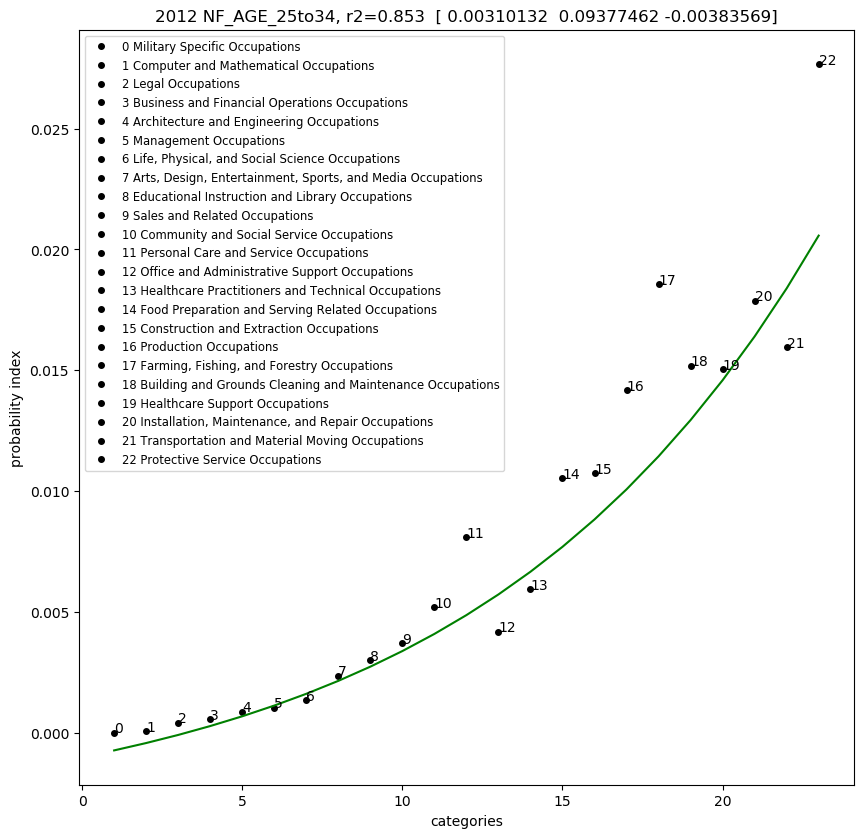 2012 NF_AGE_25to34, r2=0.853 [ 0.00310132 0.09377462 -0.00383569]
0 Military Specific Occupations
1 Computer and Mathematical Occupations
2 Legal Occupations
3 Business and Financial Operations Occupations
4 Architecture and Engineering Occupations
5 Management Occupations
6 Life, Physical, and Social Science Occupations
7 Arts, Design, Entertainment, Sports, and Media Occupations
8 Educational Instruction and Library Occupations
9 Sales and Related Occupations
10 Community and Social Service Occupations
11 Personal Care and Service Occupations
12 Office and Administrative Support Occupations
13 Healthcare Practitioners and Technical Occupations
14 Food Preparation and Serving Related Occupations
15 Construction and Extraction Occupations
16 Production Occupations
17 Farming, Fishing, and Forestry Occupations
18 Building and Grounds Cleaning and Maintenance Occupations
19 Healthcare Support Occupations
20 Installation, Maintenance, and Repair Occupations
21 Transportation and Material Moving Occupations
22 Protective Service Occupations
probability index
0.025
0.020
0.015
0.010
0.005
0.000
0
1
2
3
4
5
6
7
8
9
10
11
12
13
14
15
16
17
18
19
20
21
22
0
5
10
15
20
categories